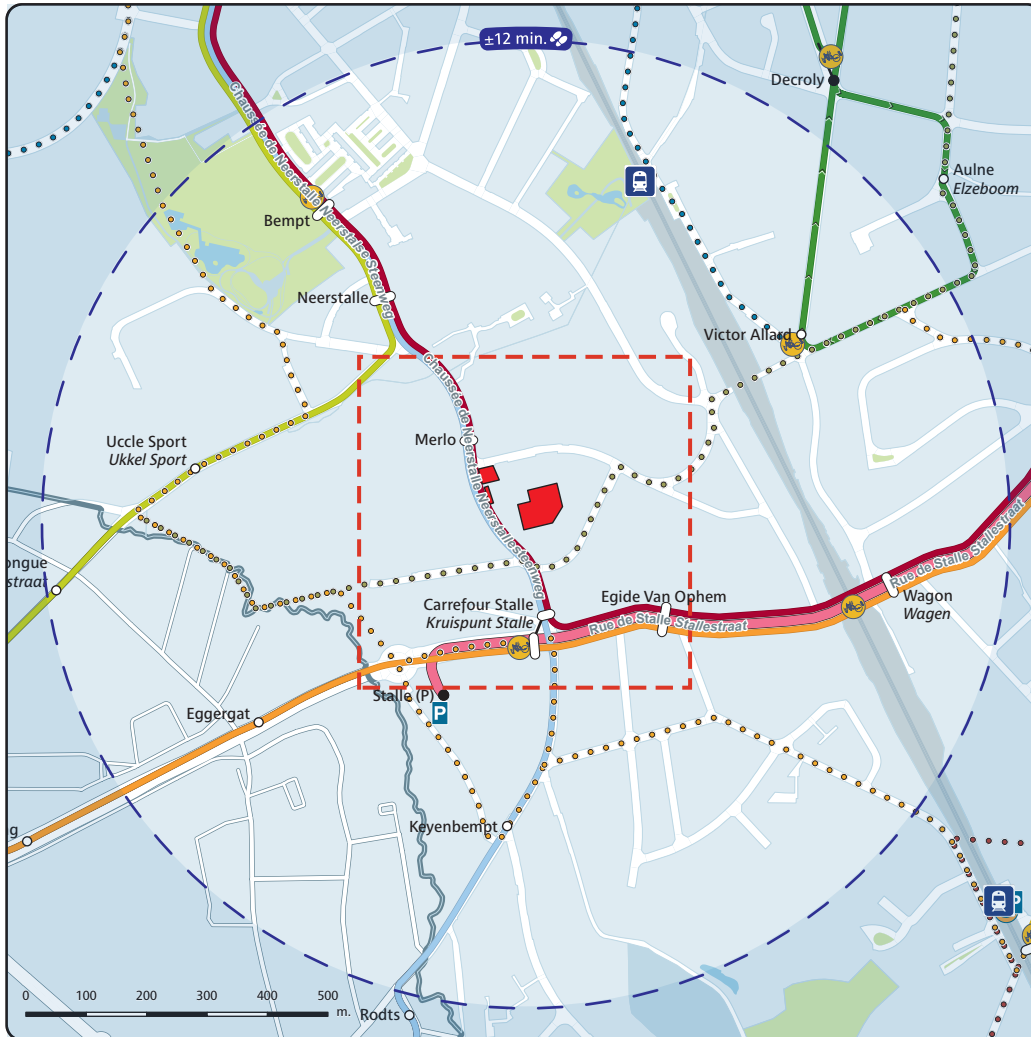 ±12 min.
Decroly
Aulne
Elzeboom
Chaussée de Neerstalle Neerstalse Steenweg
Bempt
Neerstalle
Victor Allard
Chaussée de Neerstalle Neerstallesteenweg
Merlo
Uccle Sport
Ukkel Sport
ongue
straat
Carrefour Stalle
Kruispunt Stalle
Egide Van Ophem
Rue de Stalle Stallestraat
Rue de Stalle Stallestraat
Wagon
Wagen
Stalle (P)
P
Eggergat
Keyenbempt
g
P
0 100 200 300 400 500
m.
Rodts